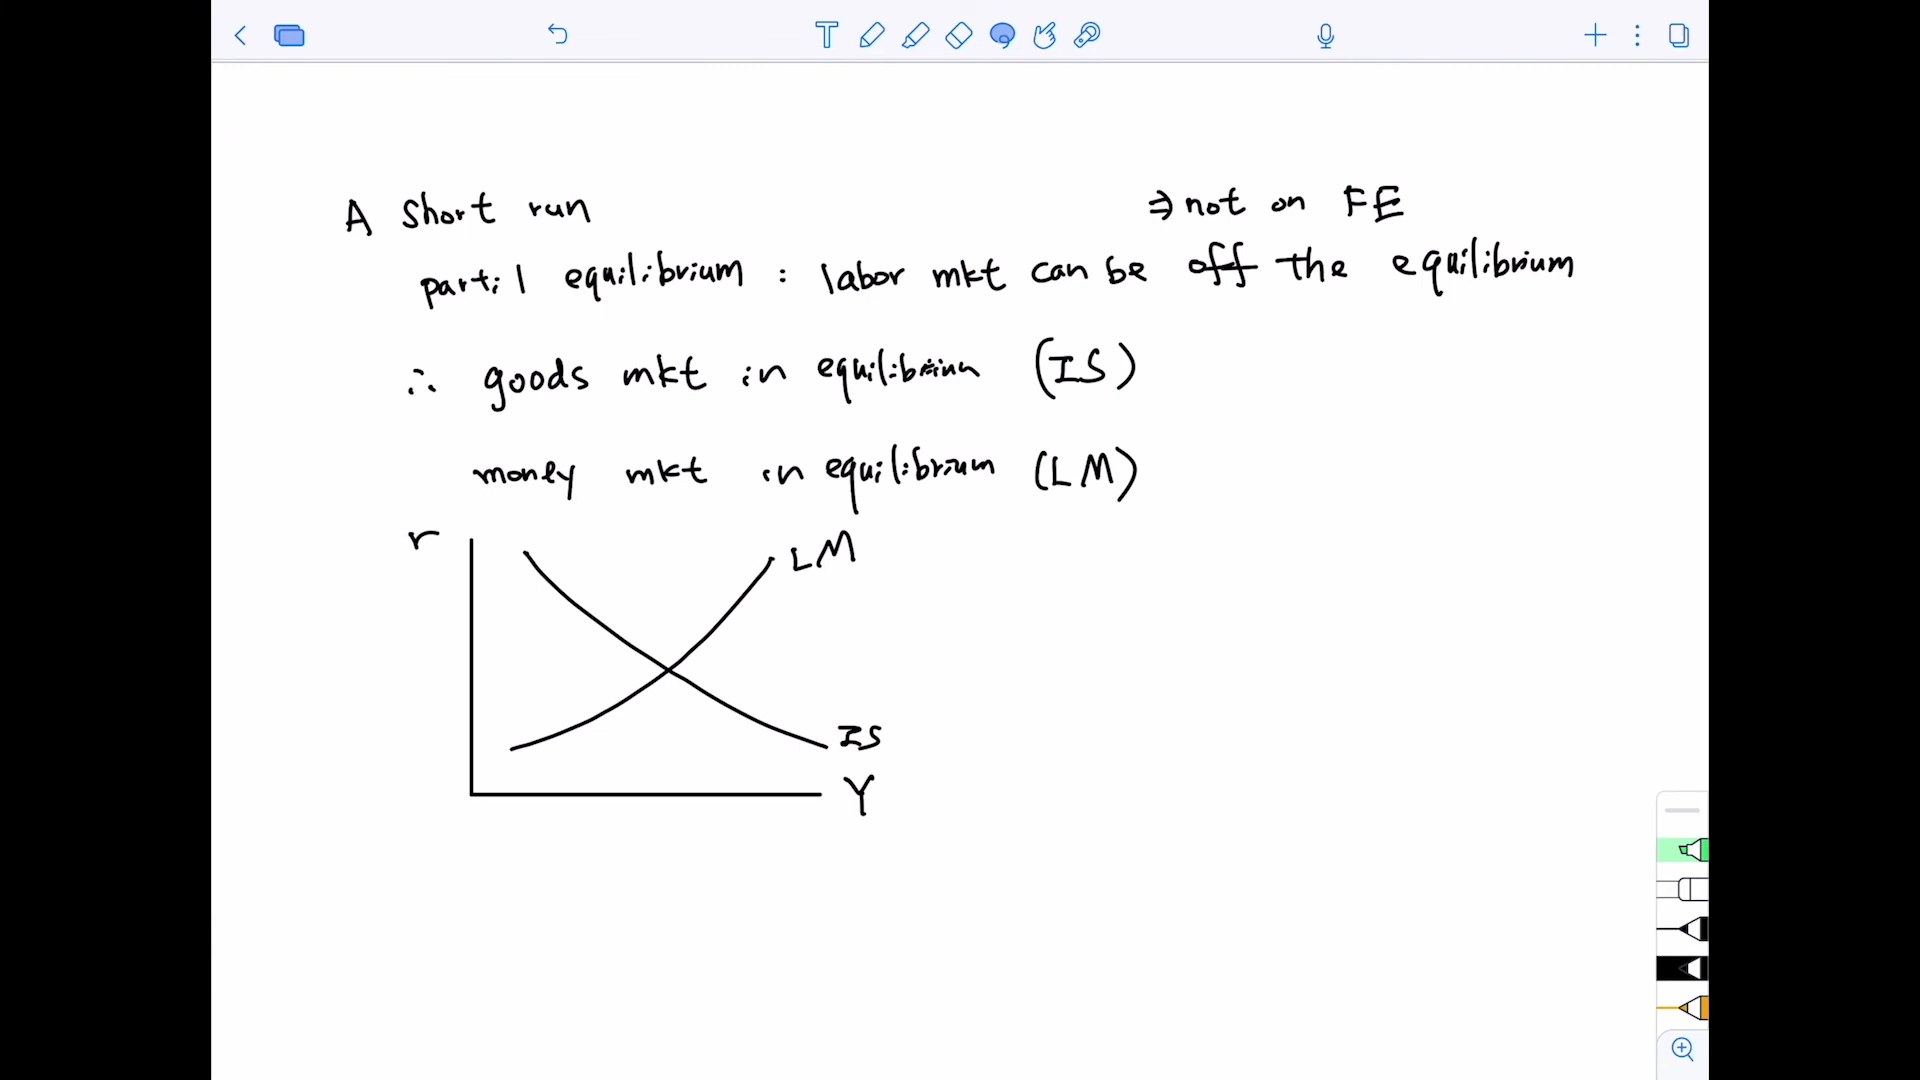 A short run
⇒ not on FE
parti l equilibrium : labor mkt can be off the equilibrium
∴ goods mkt in equilibrium (IS)
money mkt in equilibrium (LM)
r
LM
IS
Y